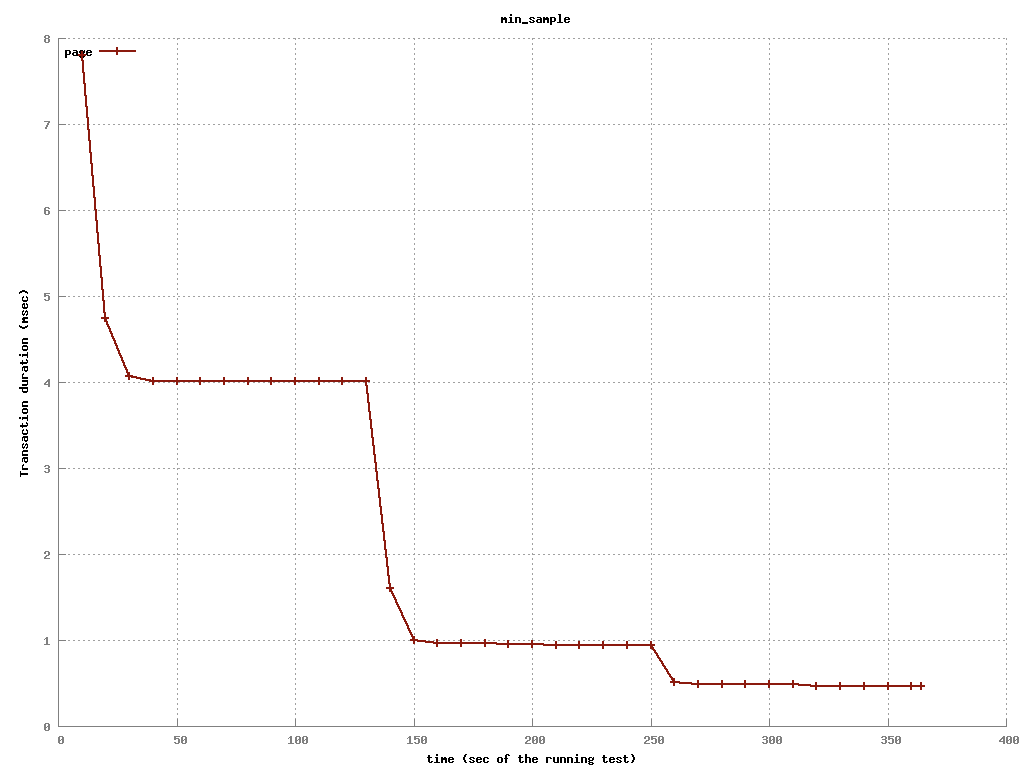 min_sample
page
8
7
6
5
4
3
2
1
0
Transaction duration (msec)
0 50 100 150 200 250 300 350 400
time (sec of the running test)